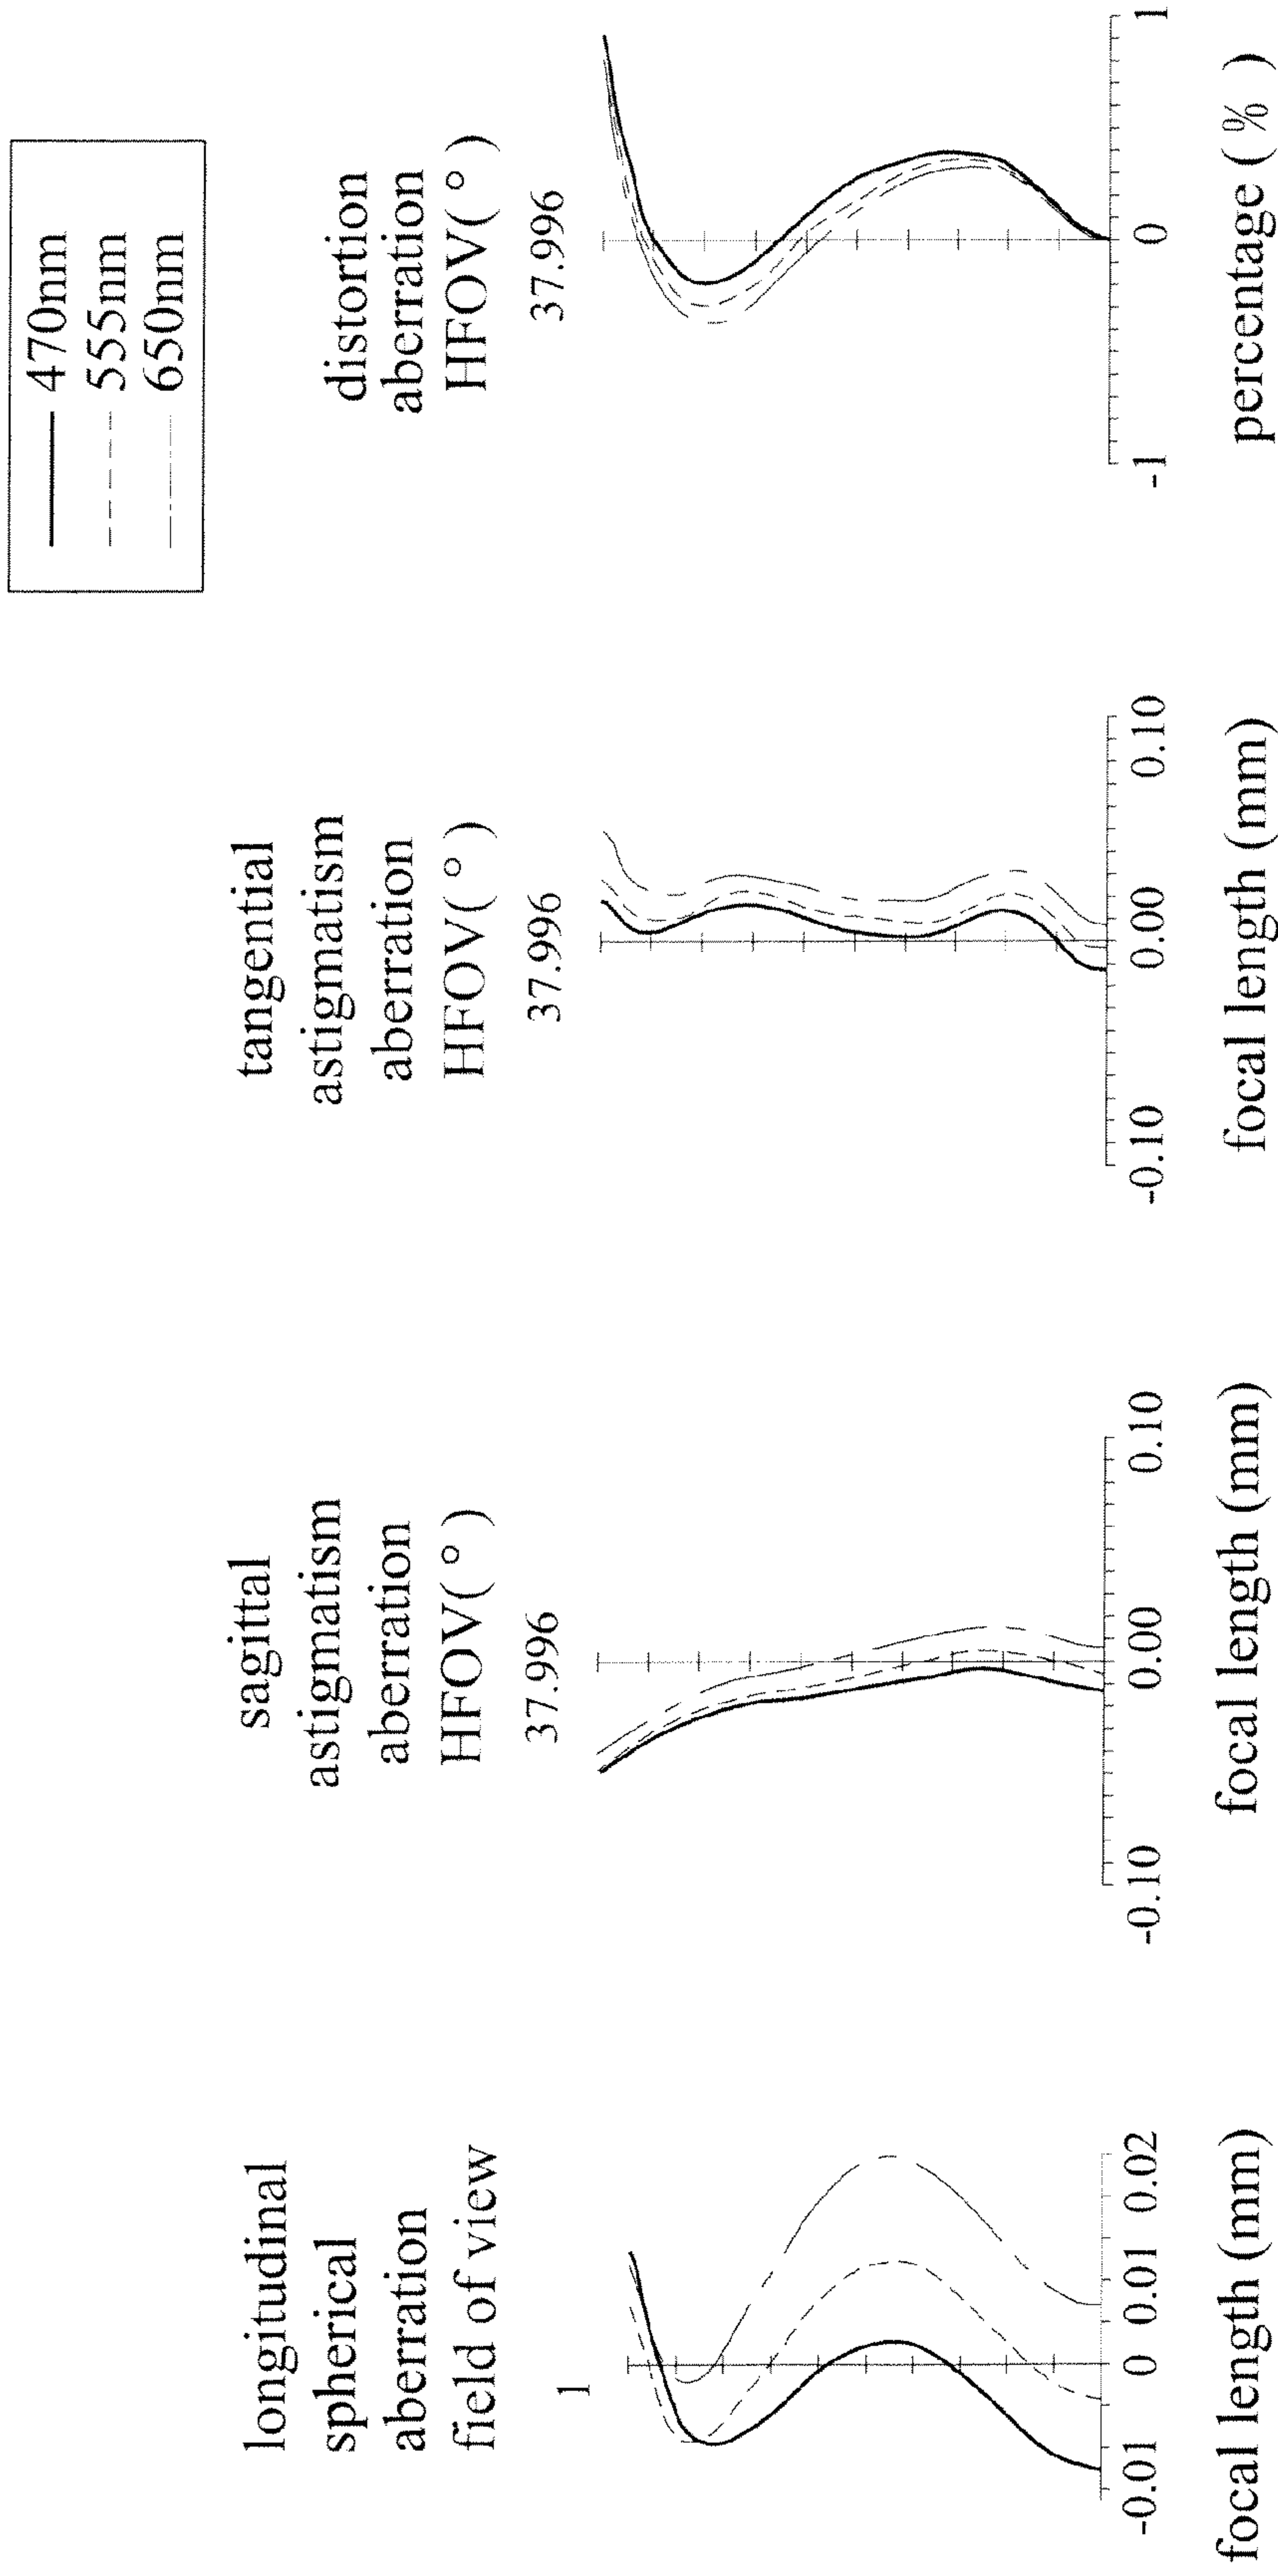 470nm
555nm
650nm
longitudinal
spherical
aberration
field of view
1
-0.01 0 0.01 0.02
focal length (mm)
sagittal
astigmatism
aberration
HFOV(°)
37.996
-0.10 0.00 0.10
focal length (mm)
tangential
astigmatism
aberration
HFOV(°)
37.996
-0.10 0.00 0.10
focal length (mm)
distortion
aberration
HFOV(°)
37.996
-1 0 1
percentage (%)